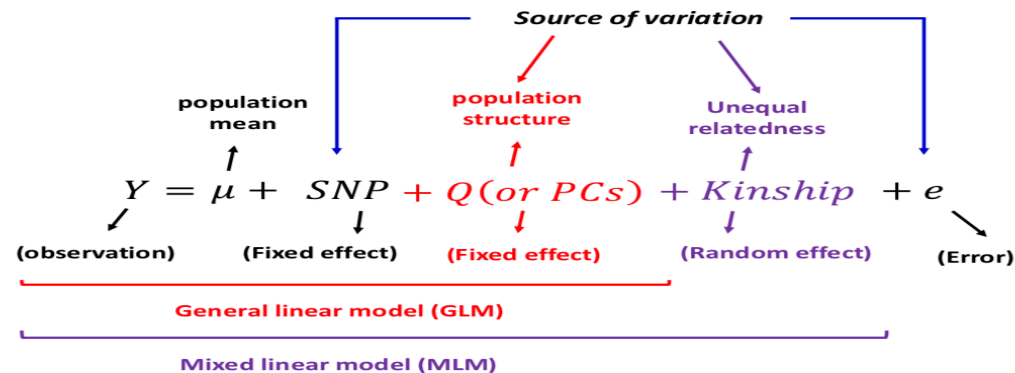 Source of variation
population
mean
population
structure
Unequal
relatedness
Y = μ + SNP + Q(or PCs) + Kinship + e
(observation) (Fixed effect) (Fixed effect) (Random effect) (Error)
General linear model (GLM)
Mixed linear model (MLM)